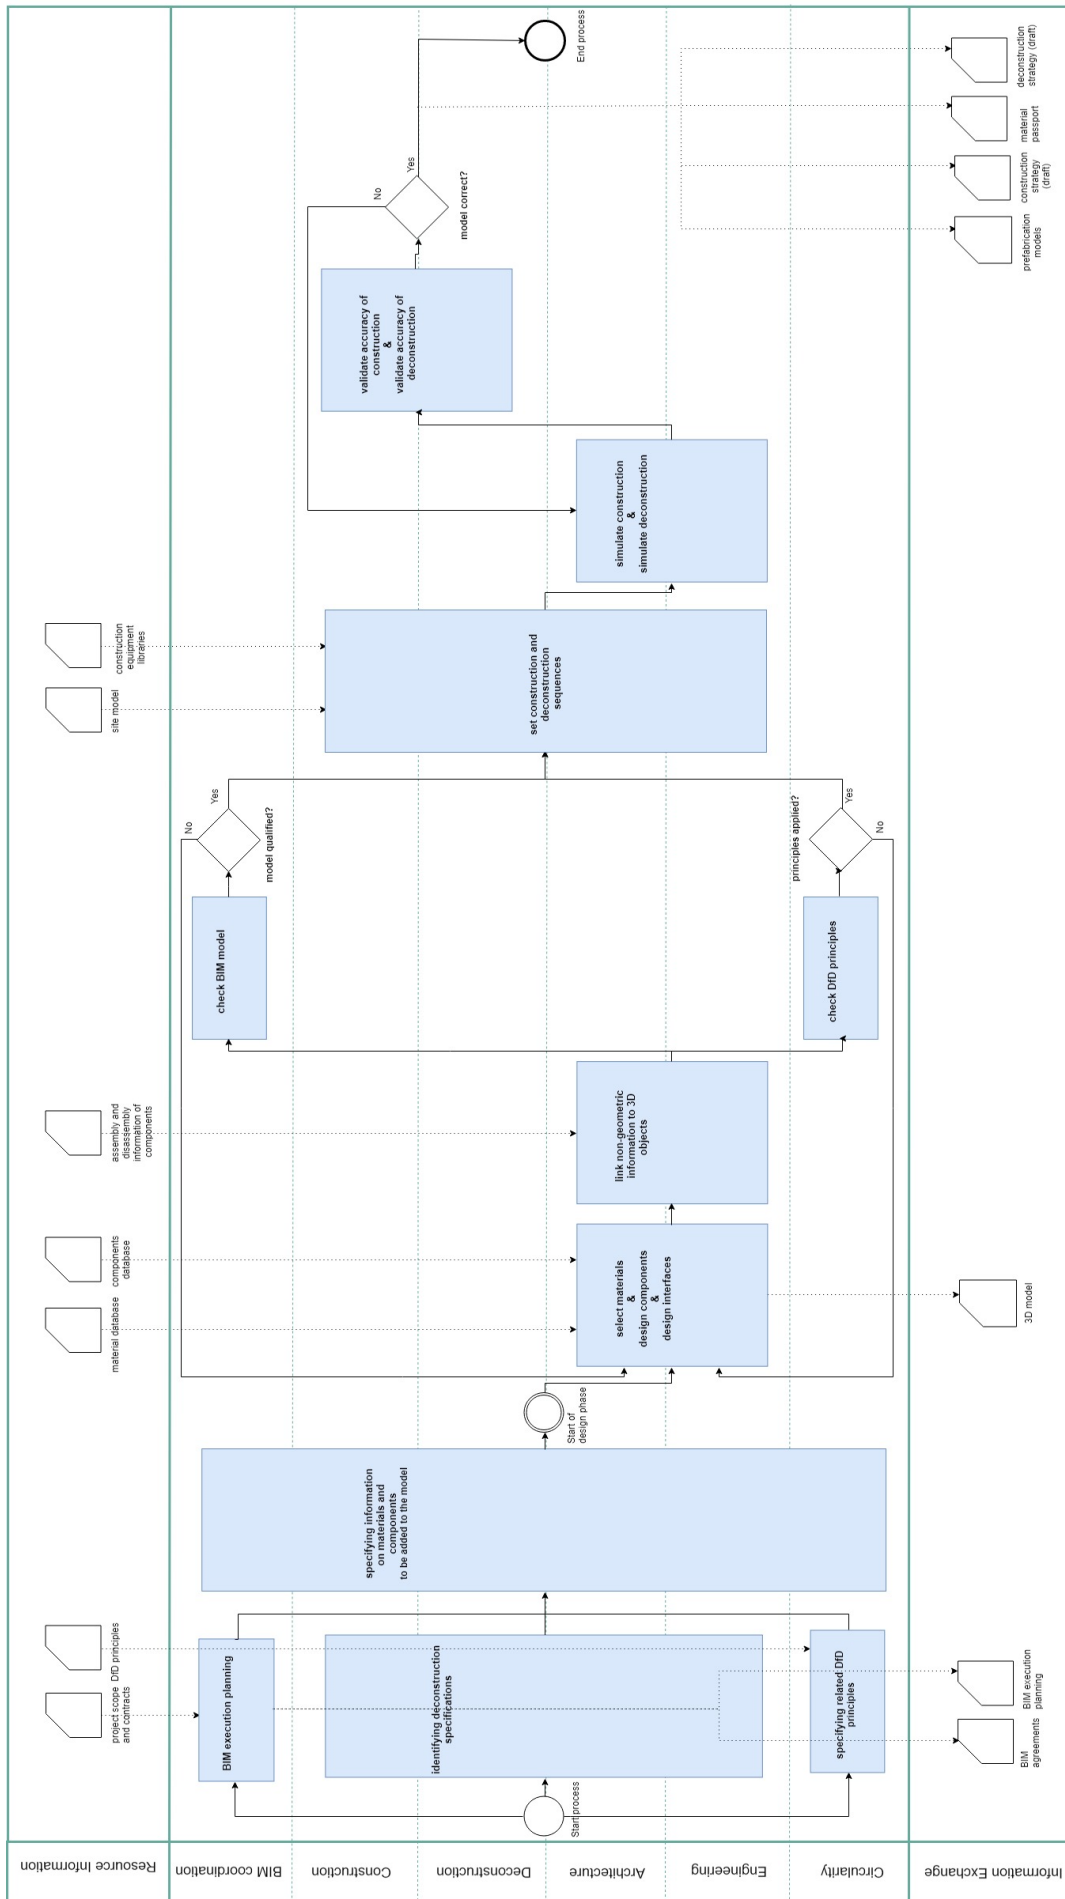 Resource Information
BIM coordination
Construction
Deconstruction
Architecture
Engineering
Circularity
Information Exchange
project scope
and contracts
DfD principles
material database
components
database
assembly and
disassembly
information of
components
site model
construction
equipment
libraries
Start process
BIM execution planning
identifying deconstruction
specifications
specifying related DfD
principles
specifying information
on materials and
components
to be added to the model
Start of
design phase
select materials
&
design components
&
design interfaces
link non-geometric
information to 3D
objects
check BIM model
check DfD principles
model qualified?
No
Yes
principles applied?
Yes
No
set construction and
deconstruction
sequences
simulate construction
&
simulate deconstruction
validate accuracy of
construction
&
validate accuracy of
deconstruction
model correct?
No
Yes
End process
BIM
agreements
BIM execution
planning
3D model
prefabrication
models
construction
strategy
(draft)
material
passport
deconstruction
strategy (draft)